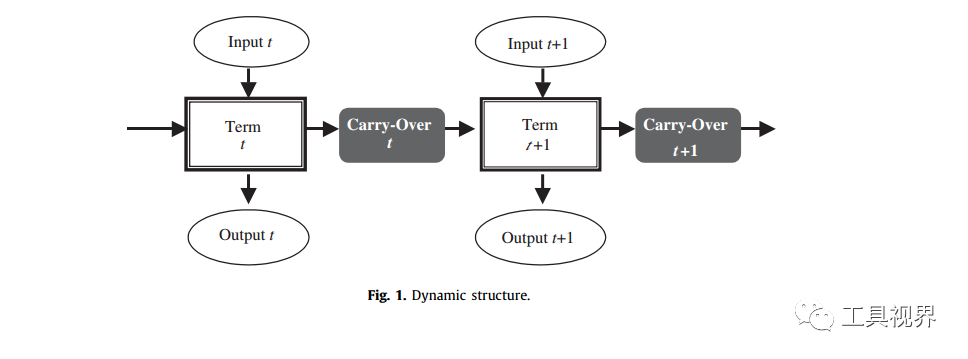 Input t
Input t+1
Term
t
Carry-Over
t
Term
t+1
Carry-Over
t+1
Output t
Output t+1
Fig. 1. Dynamic structure.
工具视界